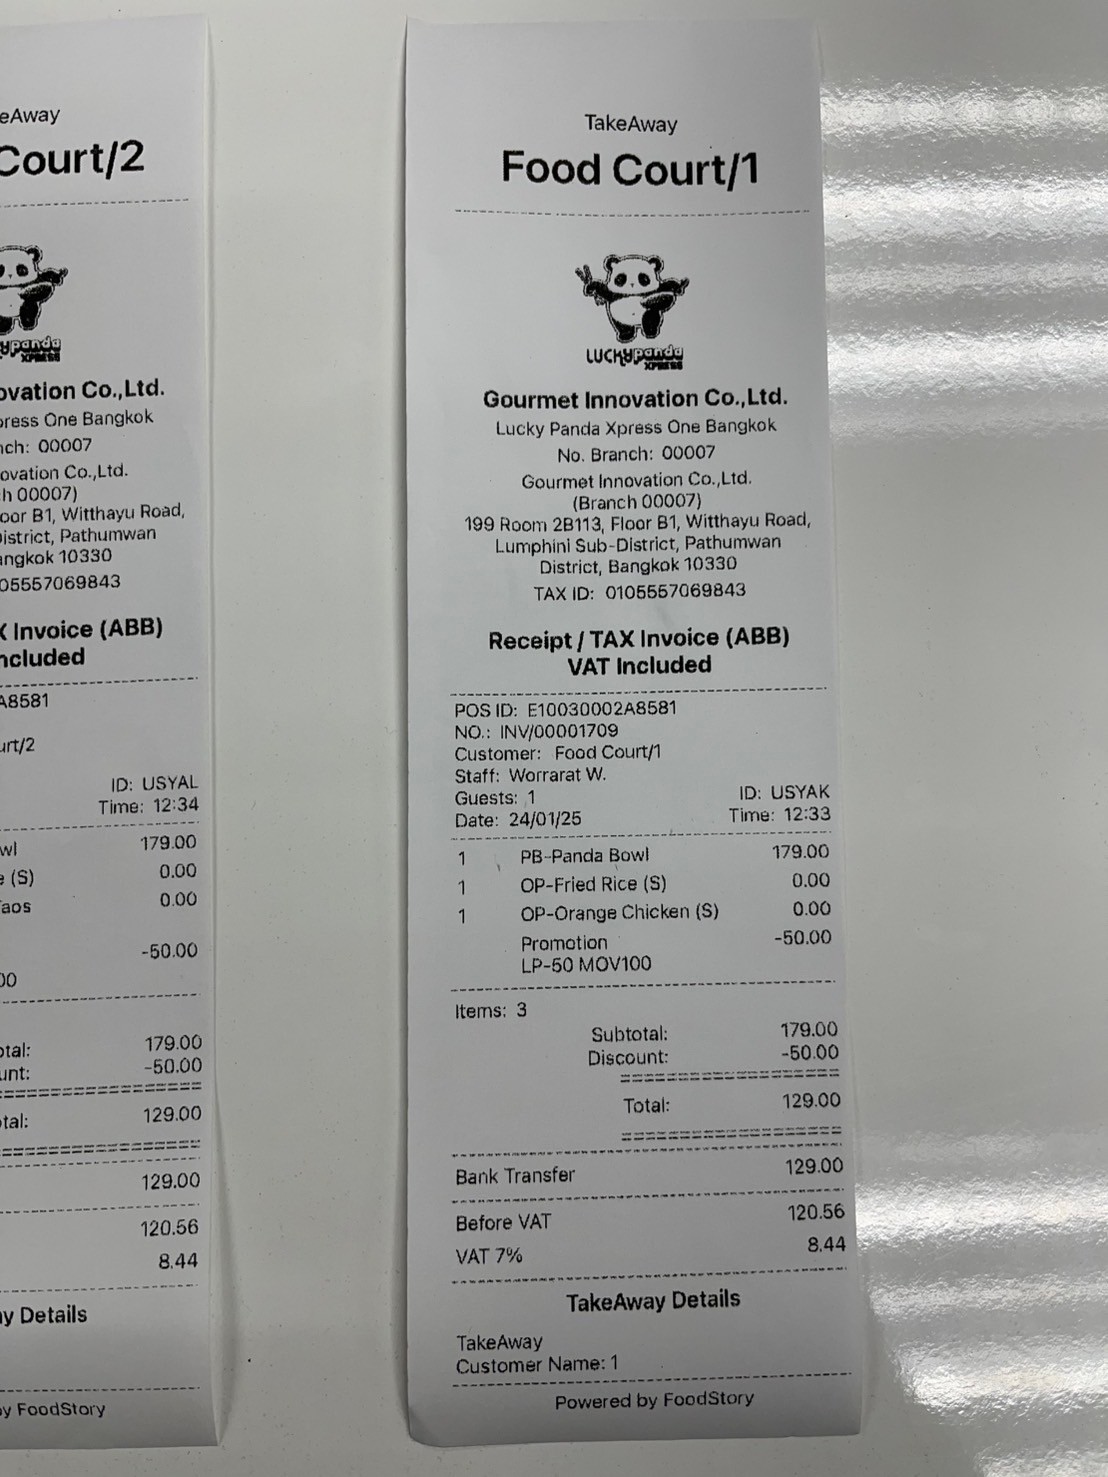 eAway
Court/2
ypanda
XPRESS
ovation Co.,Ltd.
press One Bangkok
nch: 00007
ovation Co.,Ltd.
h 00007)
oor B1, Witthayu Road,
istrict, Pathumwan
angkok 10330
05557069843
X Invoice (ABB)
ncluded
A8581
urt/2
ID: USYAL
Time: 12:34
wl 179.00
e (S) 0.00
aos 0.00
-50.00
00
otal: 179.00
unt: -50.00
otal: 129.00
129.00
120.56
8.44
ay Details
by FoodStory
TakeAway
Food Court/1
LUCKYpanda
XPRESS
Gourmet Innovation Co.,Ltd.
Lucky Panda Xpress One Bangkok
No. Branch: 00007
Gourmet Innovation Co.,Ltd.
(Branch 00007)
199 Room 2B113, Floor B1, Witthayu Road,
Lumphini Sub-District, Pathumwan
District, Bangkok 10330
TAX ID: 0105557069843
Receipt / TAX Invoice (ABB)
VAT Included
POS ID: E10030002A8581
NO.: INV/00001709
Customer: Food Court/1
Staff: Worrarat W.
Guests: 1 ID: USYAK
Date: 24/01/25 Time: 12:33
1 PB-Panda Bowl 179.00
1 OP-Fried Rice (S) 0.00
1 OP-Orange Chicken (S) 0.00
Promotion -50.00
LP-50 MOV100
Items: 3
Subtotal: 179.00
Discount: -50.00
Total: 129.00
Bank Transfer 129.00
Before VAT 120.56
VAT 7% 8.44
TakeAway Details
TakeAway
Customer Name: 1
Powered by FoodStory